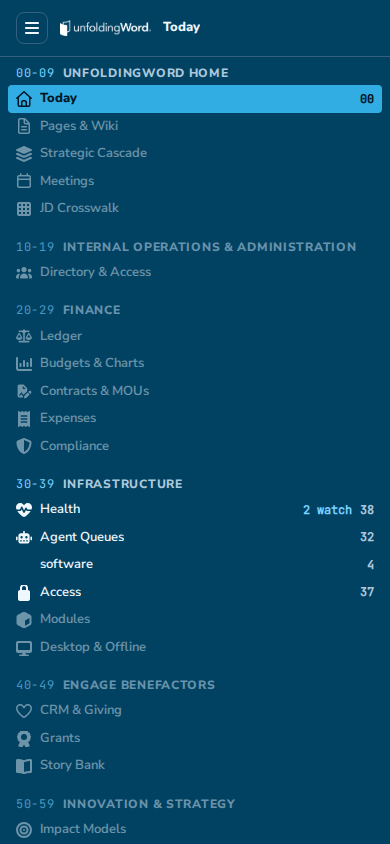 unfoldingWord. Today
00-09 UNFOLDINGWORD HOME
Today 00
Pages & Wiki
Strategic Cascade
Meetings
JD Crosswalk
10-19 INTERNAL OPERATIONS & ADMINISTRATION
Directory & Access
20-29 FINANCE
Ledger
Budgets & Charts
Contracts & MOUs
Expenses
Compliance
30-39 INFRASTRUCTURE
Health 2 watch 38
Agent Queues 32
software 4
Access 37
Modules
Desktop & Offline
40-49 ENGAGE BENEFACTORS
CRM & Giving
Grants
Story Bank
50-59 INNOVATION & STRATEGY
Impact Models